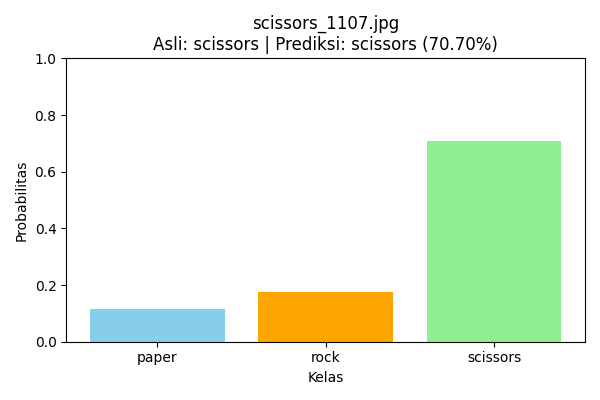 scissors_1107.jpg
Asli: scissors | Prediksi: scissors (70.70%)
1.0
0.8
0.6
0.4
0.2
0.0
Probabilitas
paper rock scissors
Kelas